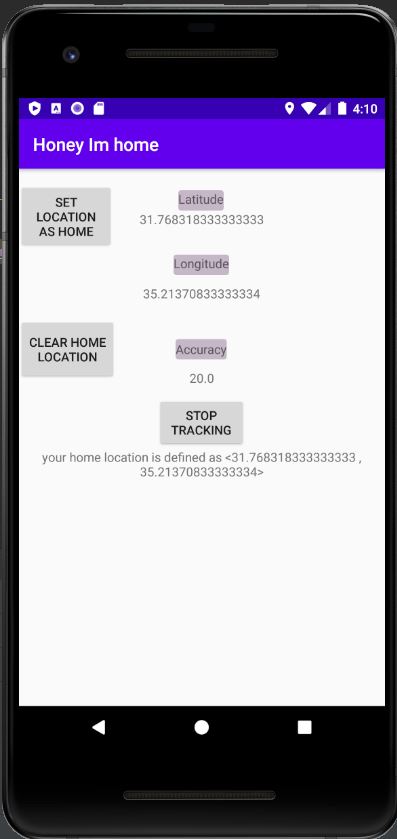 4:10
Honey Im home
SET
LOCATION
AS HOME
Latitude
31.768318333333333
Longitude
35.21370833333334
CLEAR HOME
LOCATION
Accuracy
20.0
STOP
TRACKING
your home location is defined as <31.768318333333333 ,
35.21370833333334>